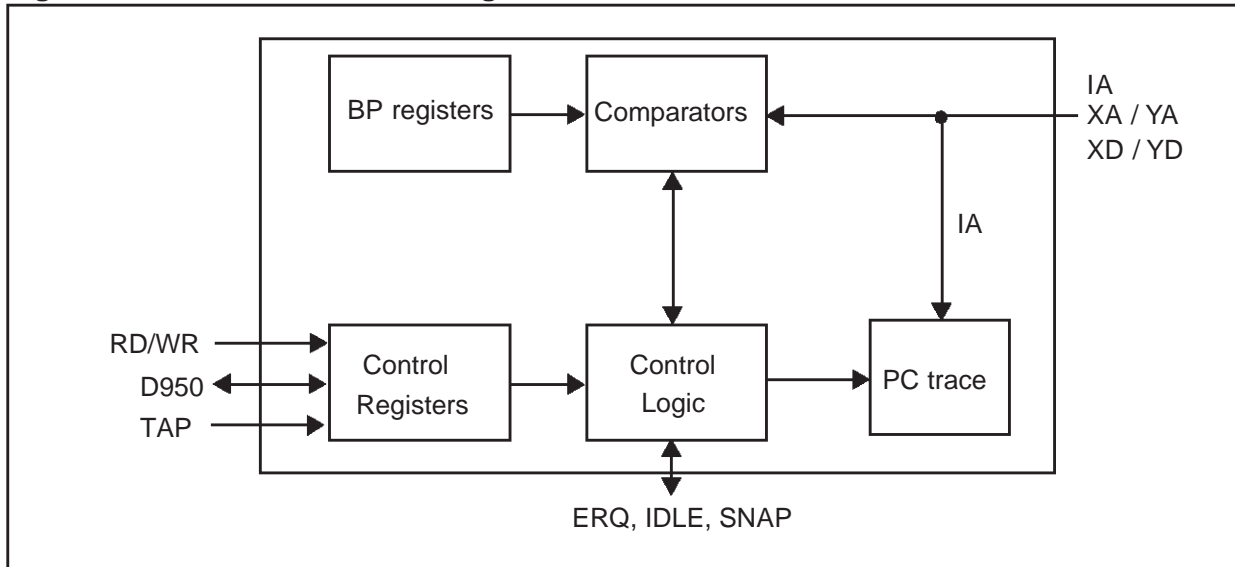 BP registers
Comparators
IA
XA / YA
XD / YD
IA
RD/WR
D950
TAP
Control
Registers
Control
Logic
PC trace
ERQ, IDLE, SNAP